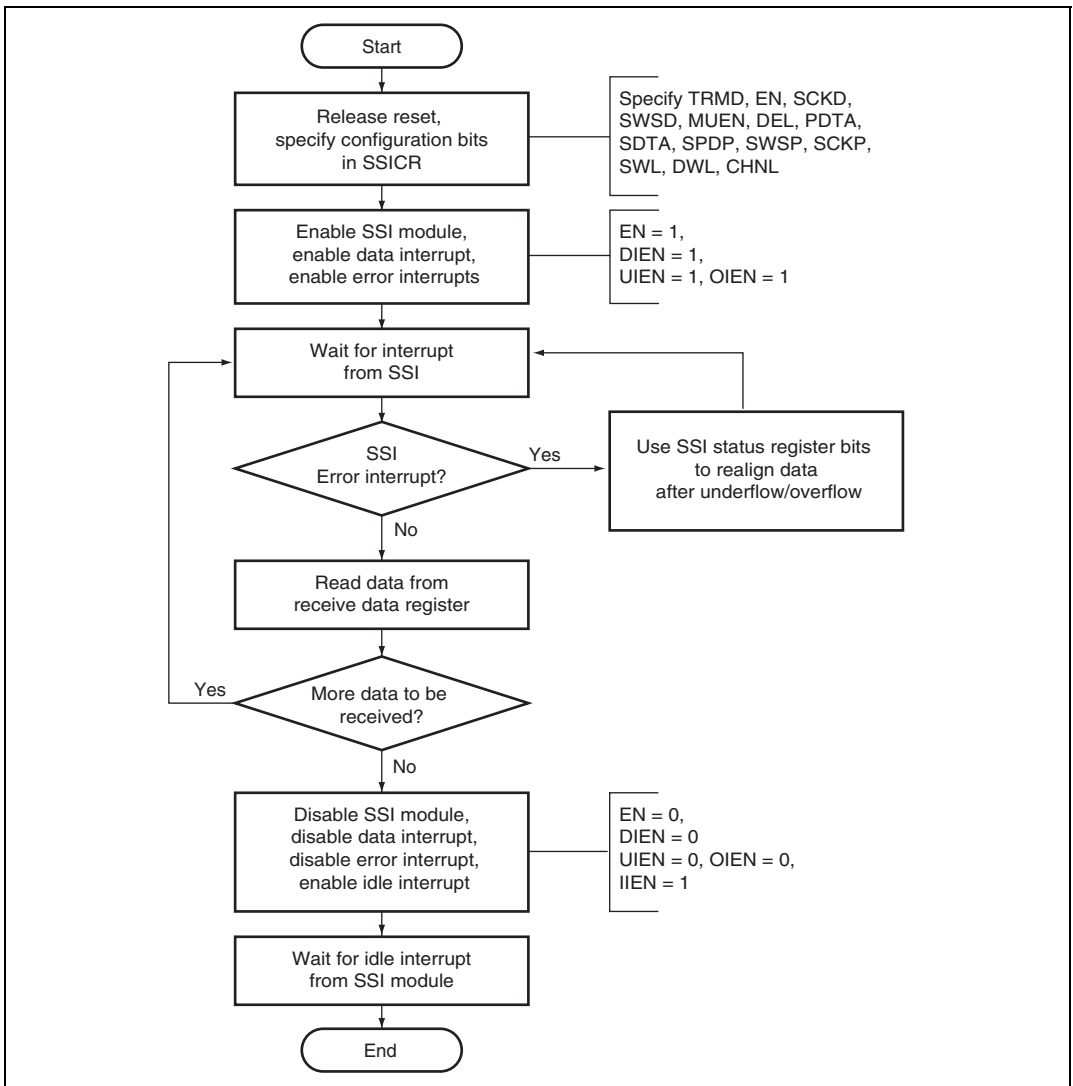 Start
Release reset,
specify configuration bits
in SSICR
Specify TRMD, EN, SCKD,
SWSD, MUEN, DEL, PDTA,
SDTA, SPDP, SWSP, SCKP,
SWL, DWL, CHNL
Enable SSI module,
enable data interrupt,
enable error interrupts
EN = 1,
DIEN = 1,
UIEN = 1, OIEN = 1
Wait for interrupt
from SSI
SSI
Error interrupt?
Yes
Use SSI status register bits
to realign data
after underflow/overflow
No
Read data from
receive data register
Yes
More data to be
received?
No
Disable SSI module,
disable data interrupt,
disable error interrupt,
enable idle interrupt
EN = 0,
DIEN = 0
UIEN = 0, OIEN = 0,
IIEN = 1
Wait for idle interrupt
from SSI module
End